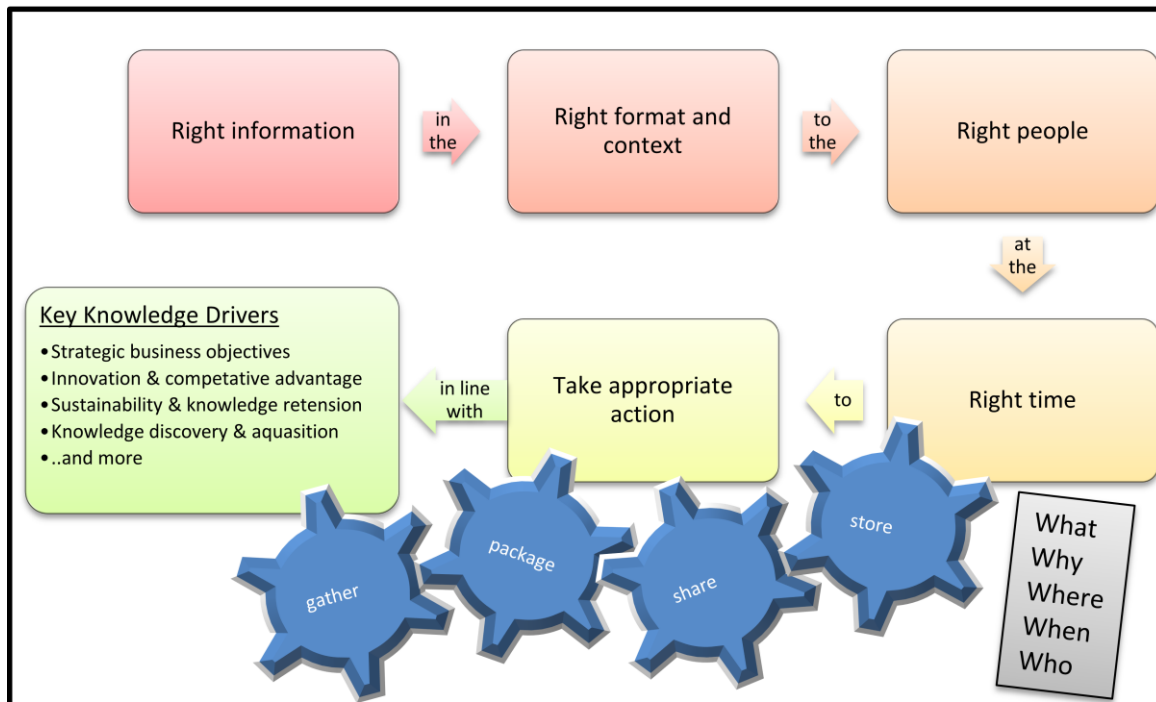 Right information
in
the
Right format and
context
to
the
Right people
at
the
Right time
to
Take appropriate
action
in line
with
Key Knowledge Drivers
•Strategic business objectives
•Innovation & competative advantage
•Sustainability & knowledge retension
•Knowledge discovery & aquasition
•..and more
gather
package
share
store
What
Why
Where
When
Who